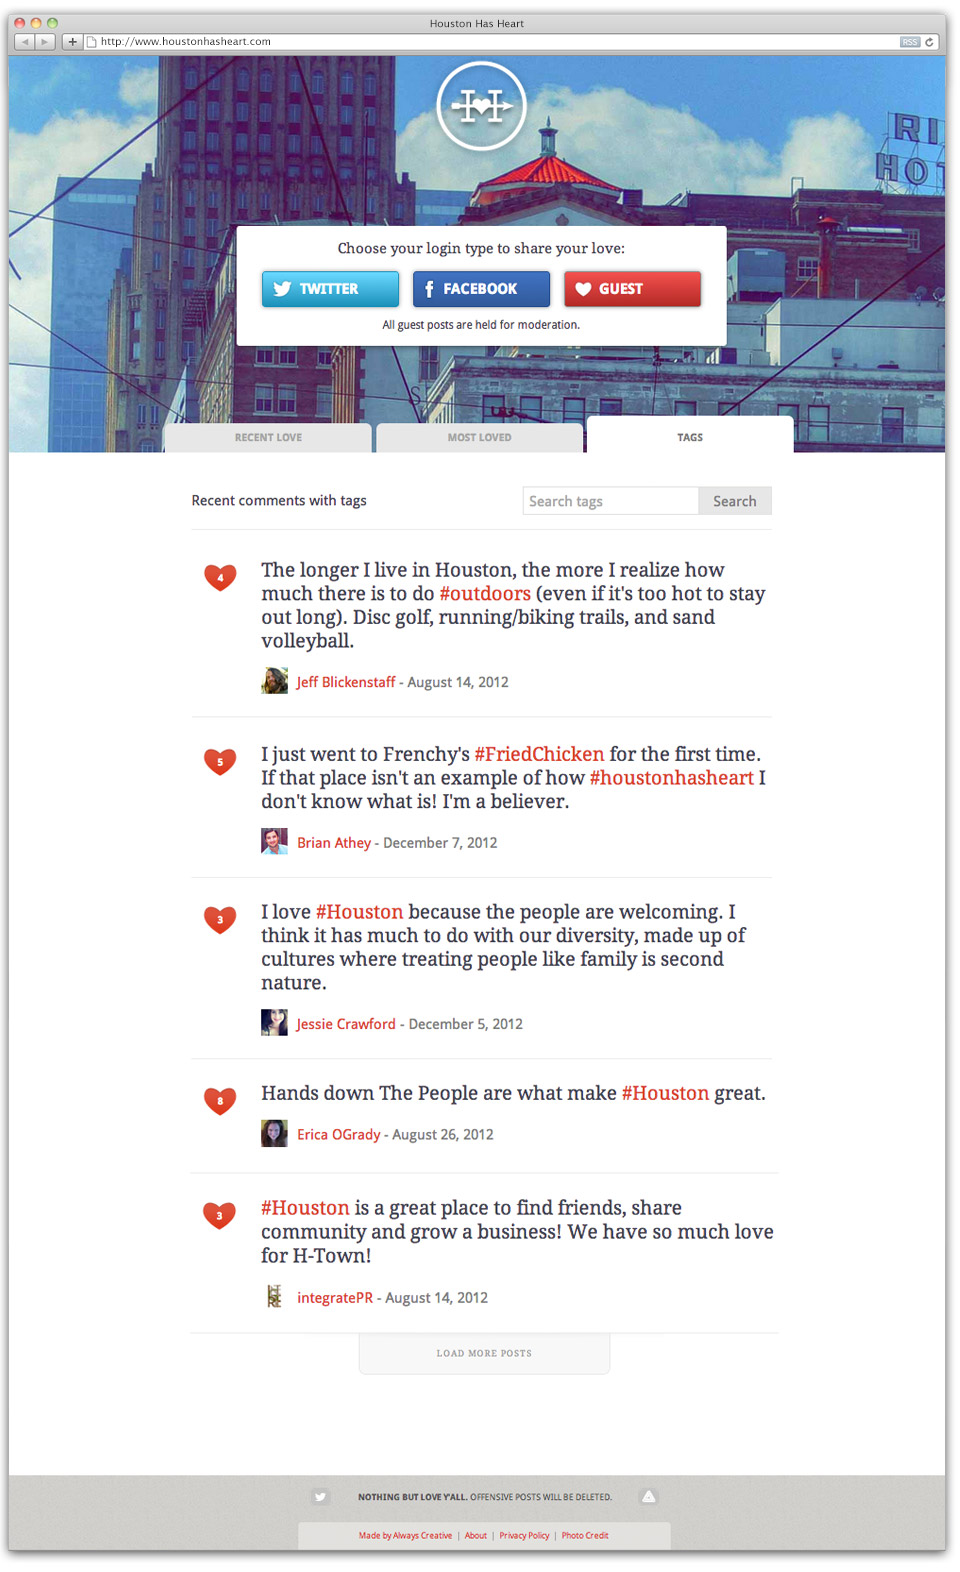 Houston Has Heart
http://www.houstonhasheart.com
RSS
H
RI
HOT
Choose your login type to share your love:
TWITTER
FACEBOOK
GUEST
All guest posts are held for moderation.
RECENT LOVE
MOST LOVED
TAGS
Recent comments with tags
Search tags
Search
4
The longer I live in Houston, the more I realize how
much there is to do #outdoors (even if it's too hot to stay
out long). Disc golf, running/biking trails, and sand
volleyball.
Jeff Blickenstaff - August 14, 2012
5
I just went to Frenchy's #FriedChicken for the first time.
If that place isn't an example of how #houstonhasheart I
don't know what is! I'm a believer.
Brian Athey - December 7, 2012
3
I love #Houston because the people are welcoming. I
think it has much to do with our diversity, made up of
cultures where treating people like family is second
nature.
Jessie Crawford - December 5, 2012
8
Hands down The People are what make #Houston great.
Erica OGrady - August 26, 2012
3
#Houston is a great place to find friends, share
community and grow a business! We have so much love
for H-Town!
integratePR - August 14, 2012
LOAD MORE POSTS
NOTHING BUT LOVE Y'ALL. OFFENSIVE POSTS WILL BE DELETED.
Made by Always Creative | About | Privacy Policy | Photo Credit